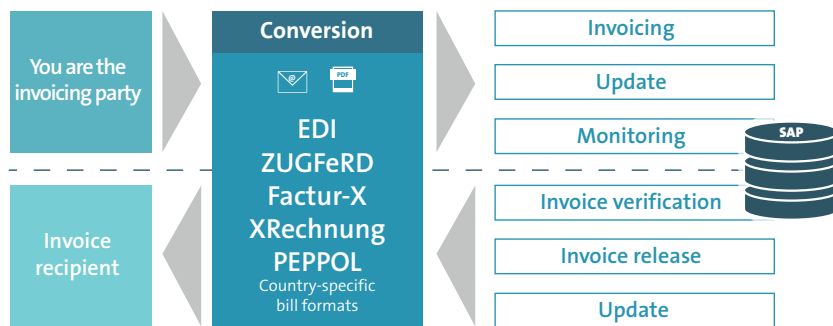 You are the
invoicing party
Conversion
@
PDF
EDI
ZUGFeRD
Factur-X
XRechnung
PEPPOL
Country-specific
bill formats
Invoicing
Update
Monitoring
SAP
Invoice
recipient
Invoice verification
Invoice release
Update